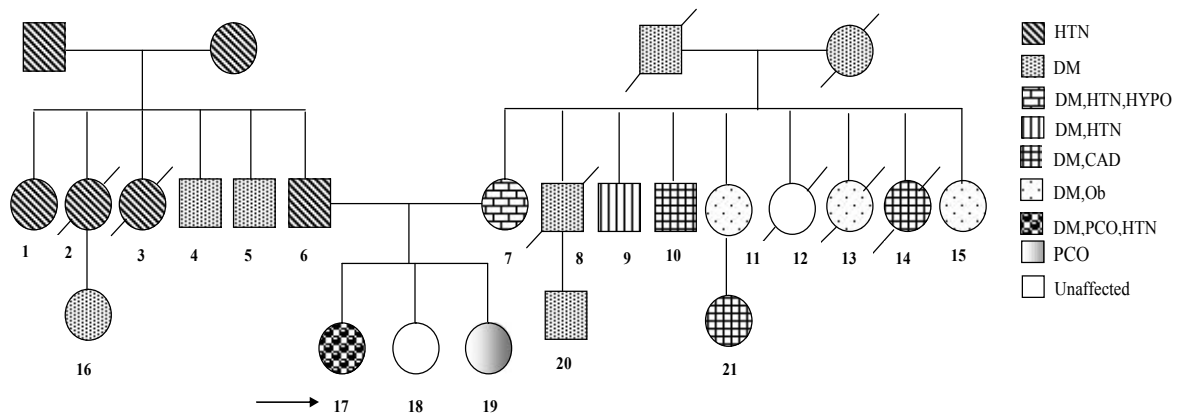 HTN
DM
DM,HTN,HYPO
DM,HTN
DM,CAD
DM,Ob
DM,PCO,HTN
PCO
Unaffected
1 2 3 4 5 6 7 8 9 10 11 12 13 14 15
16
17 18 19 20 21